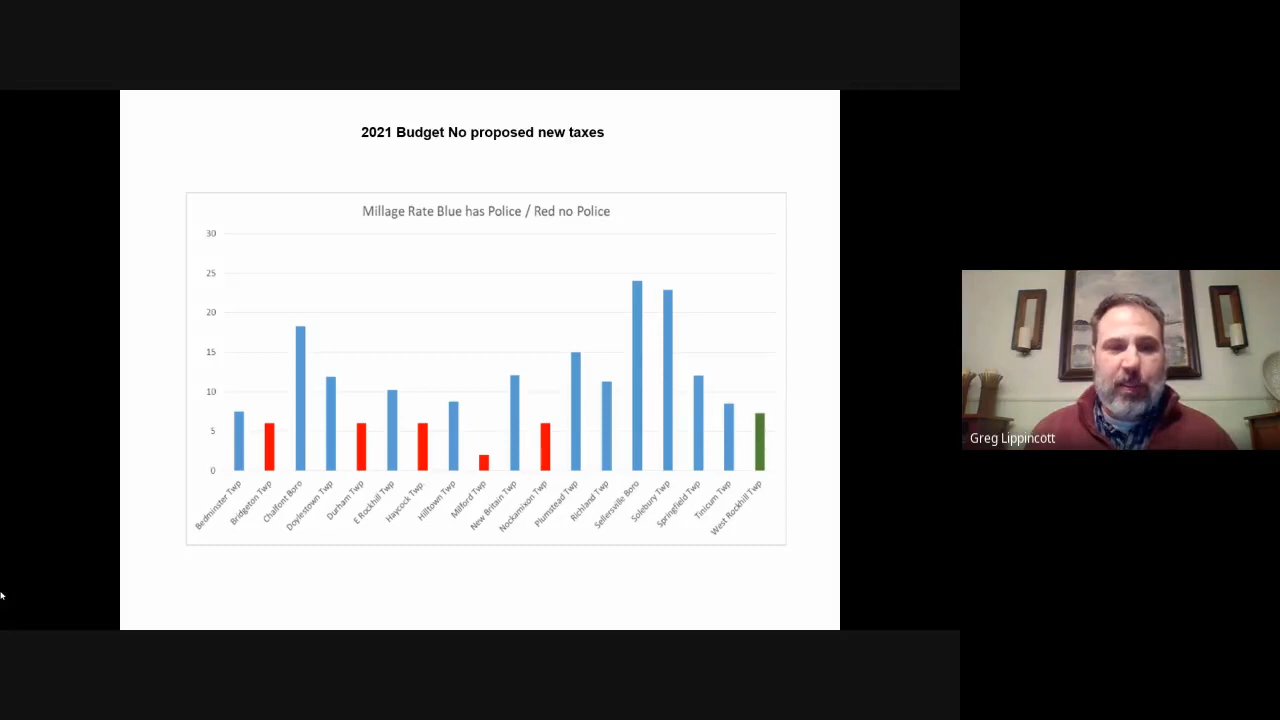 2021 Budget No proposed new taxes
Millage Rate Blue has Police / Red no Police
30
25
20
15
10
5
0
Bedminster Twp
Bridgeton Twp
Chalfont Boro
Doylestown Twp
Durham Twp
E Rockhill Twp
Haycock Twp
Hilltown Twp
Milford Twp
New Britain Twp
Nockamixon Twp
Plumstead Twp
Richland Twp
Sellersville Boro
Solebury Twp
Springfield Twp
Tinicum Twp
West Rockhill Twp
Greg Lippincott